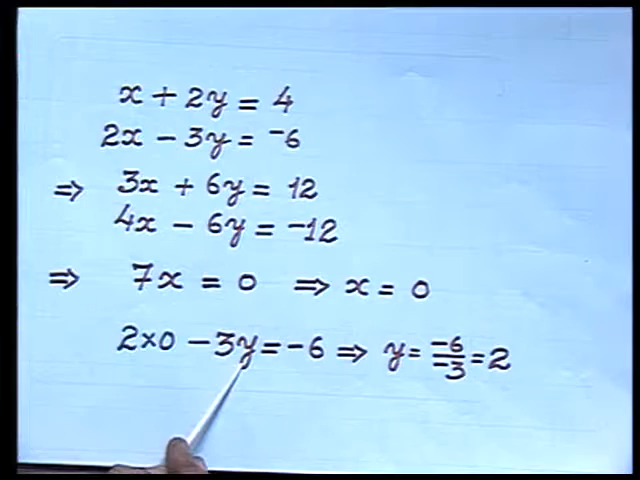 x + 2y = 4
2x - 3y = -6
⇒ 3x + 6y = 12
4x - 6y = -12
⇒ 7x = 0 ⇒ x = 0
2×0 - 3y = -6 ⇒ y = -6/-3 = 2